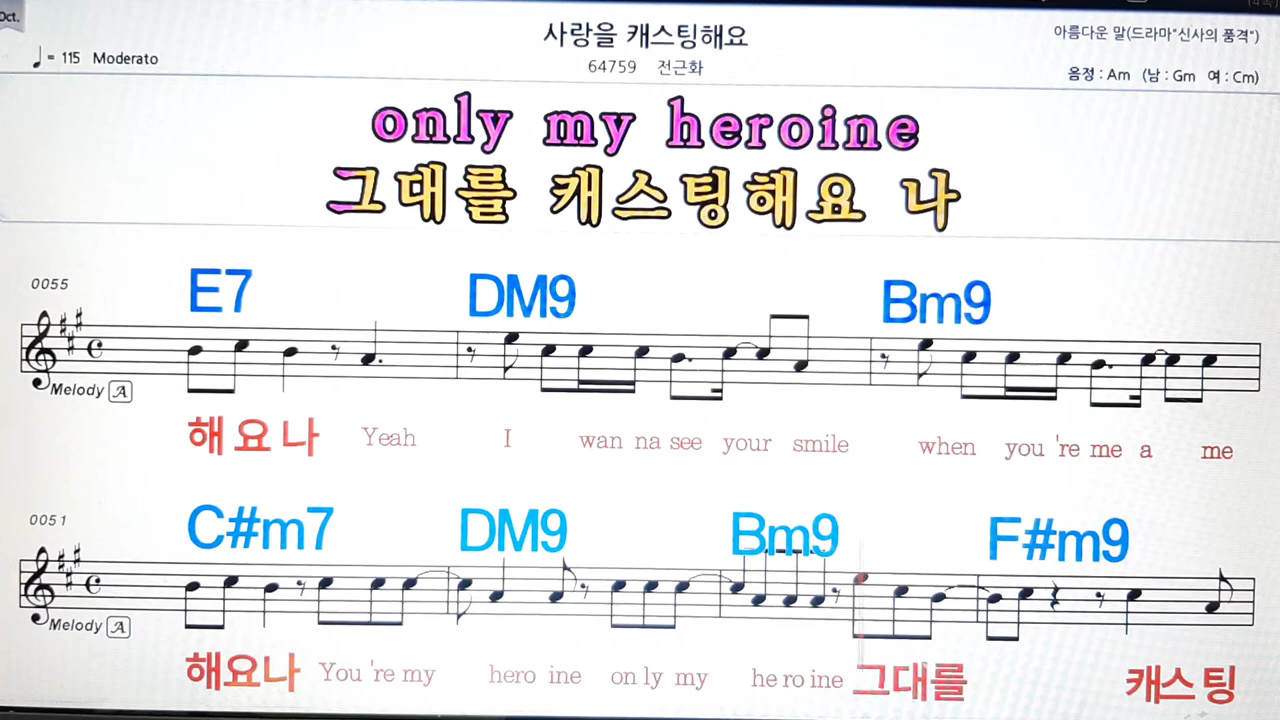 Oct.
사랑을 캐스팅해요
아름다운 말(드라마"신사의 품격")
♩= 115 Moderato
64759 전근화
음정 : Am (남 : Gm 여 : Cm)
only my heroine
그대를 캐스팅해요 나
0055
E7 DM9 Bm9
Melody A
해 요 나 Yeah I wan na see your smile when you 're me a me
0051
C#m7 DM9 Bm9 F#m9
Melody A
해요나 You 're my hero ine on ly my he ro ine 그대를 캐스 팅